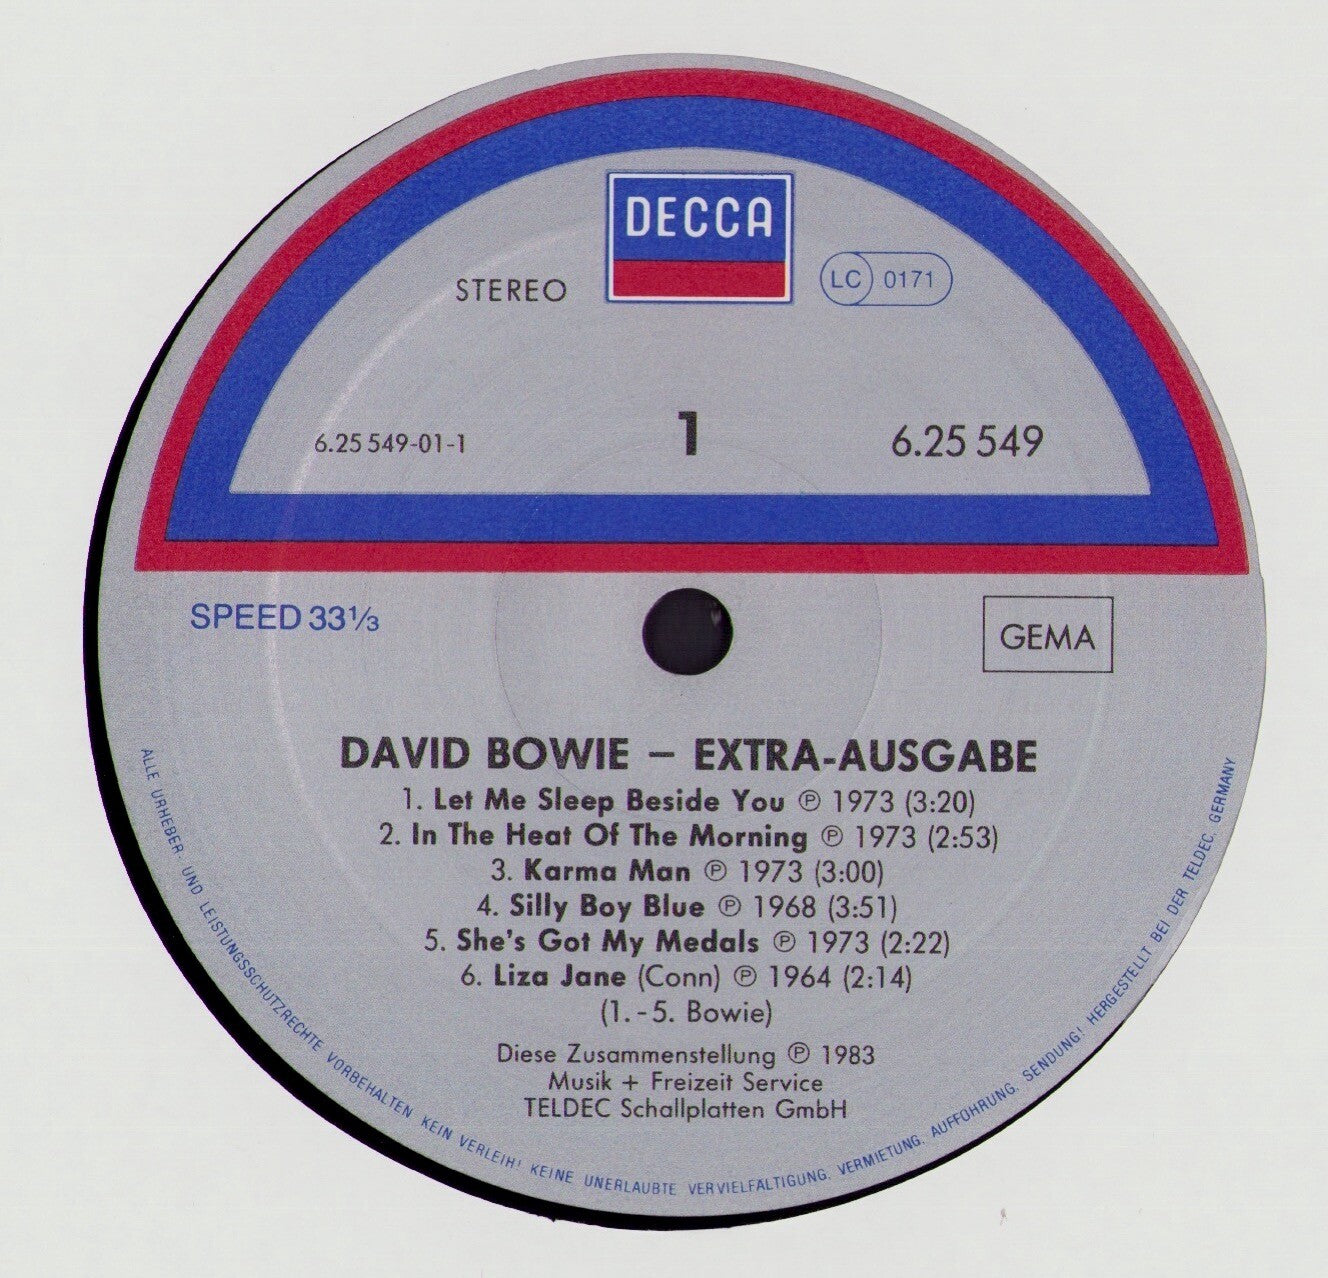 DECCA
STEREO
LC 0171
6.25 549-01-1
1
6.25 549
SPEED 33⅓
GEMA
DAVID BOWIE – EXTRA-AUSGABE
1. Let Me Sleep Beside You ℗ 1973 (3:20)
2. In The Heat Of The Morning ℗ 1973 (2:53)
3. Karma Man ℗ 1973 (3:00)
4. Silly Boy Blue ℗ 1968 (3:51)
5. She's Got My Medals ℗ 1973 (2:22)
6. Liza Jane (Conn) ℗ 1964 (2:14)
(1.-5. Bowie)
Diese Zusammenstellung ℗ 1983
Musik + Freizeit Service
TELDEC Schallplatten GmbH
ALLE URHEBER- UND LEISTUNGSSCHUTZRECHTE VORBEHALTEN KEIN VERLEIH! KEINE UNERLAUBTE VERVIELFÄLTIGUNG, VERMIETUNG, AUFFÜHRUNG, SENDUNG! HERGESTELLT BEI DER TELDEC, GERMANY